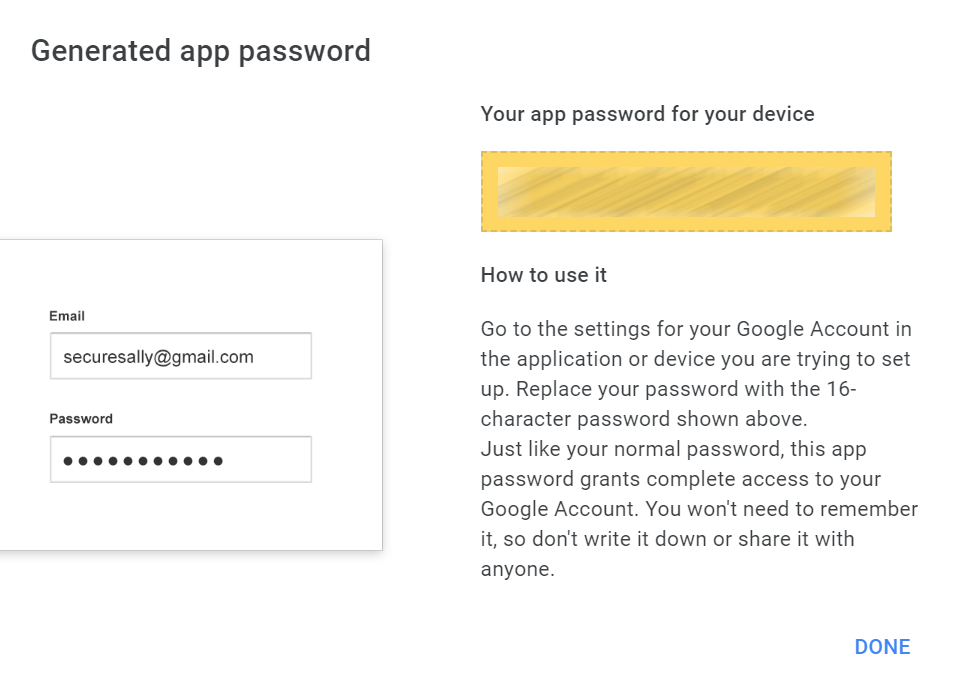 Generated app password
Your app password for your device
How to use it
Email
securesally@gmail.com
Password
Go to the settings for your Google Account in
the application or device you are trying to set
up. Replace your password with the 16-
character password shown above.
Just like your normal password, this app
password grants complete access to your
Google Account. You won't need to remember
it, so don't write it down or share it with
anyone.
DONE